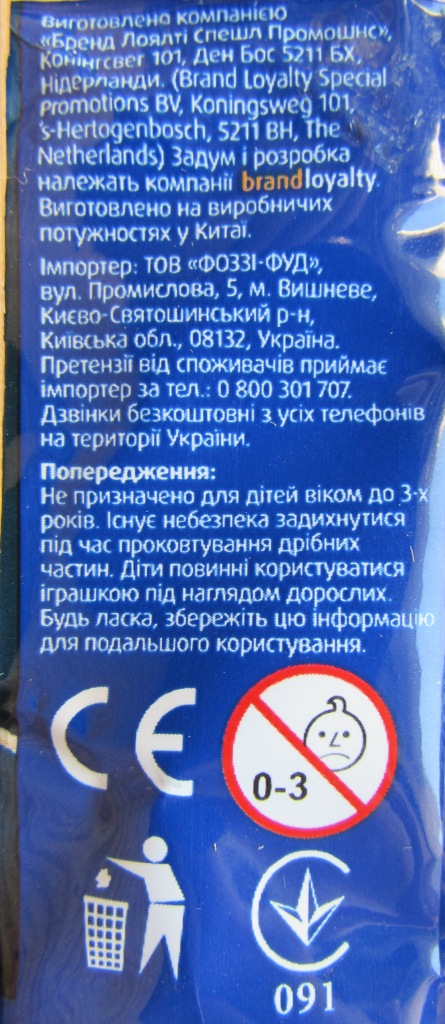 виготовлено компанією
«Бренд Лоялті Спешл Промошнс»,
Конінгсвег 101, Ден Бос 5211 БХ,
Нідерланди. (Brand Loyalty Special
Promotions BV, Koningsweg 101,
's-Hertogenbosch, 5211 BH, The
Netherlands) Задум і розробка
належать компанії brandloyalty.
Виготовлено на виробничих
потужностях у Китаї.
Імпортер: ТОВ «ФОЗЗІ-ФУД»,
вул. Промислова, 5, м. Вишневе,
Києво-Святошинський р-н,
Київська обл., 08132, Україна.
Претензії від споживачів приймає
імпортер за тел.: 0 800 301 707.
Дзвінки безкоштовні з усіх телефонів
на території України.
Попередження:
Не призначено для дітей віком до 3-х
років. Існує небезпека задихнутися
під час проковтування дрібних
частин. Діти повинні користуватися
іграшкою під наглядом дорослих.
Будь ласка, збережіть цю інформацію
для подальшого користування.
CE
0-3
091